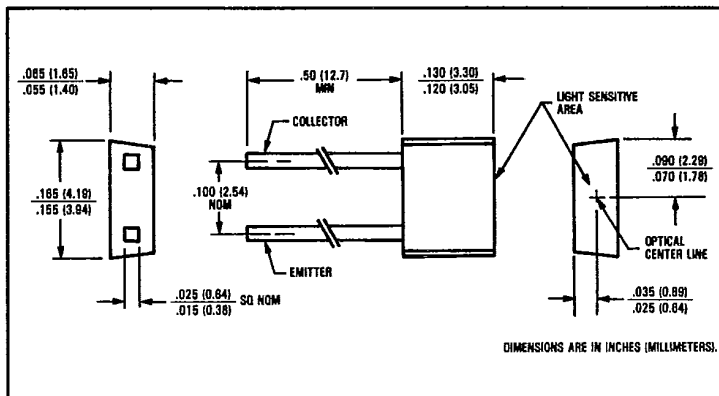 .065 (1.65)
.055 (1.40)
.50 (12.7)
MIN
.130 (3.30)
.120 (3.05)
LIGHT SENSITIVE
AREA
COLLECTOR
.165 (4.19)
.155 (3.94)
.100 (2.54)
NOM
.090 (2.29)
.070 (1.78)
OPTICAL
CENTER LINE
EMITTER
.025 (0.64)
.015 (0.38)
SQ NOM
.035 (0.89)
.025 (0.64)
DIMENSIONS ARE IN INCHES (MILLIMETERS).